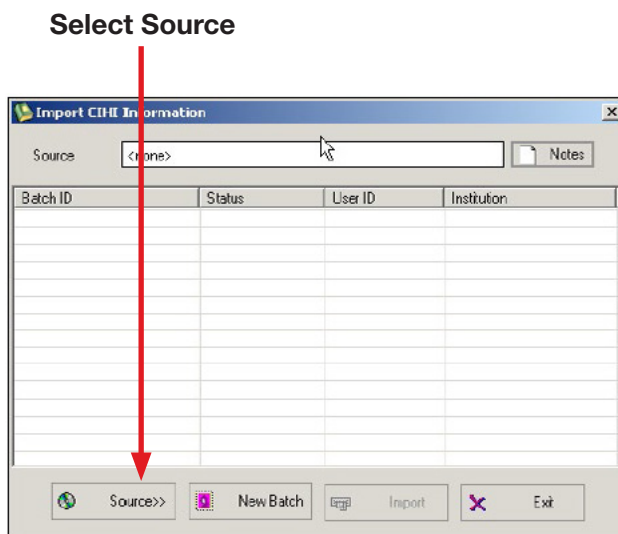 Select Source
Import CIHI Information
Source <none> Notes
Batch ID Status User ID Institution
Source>> New Batch Import Exit